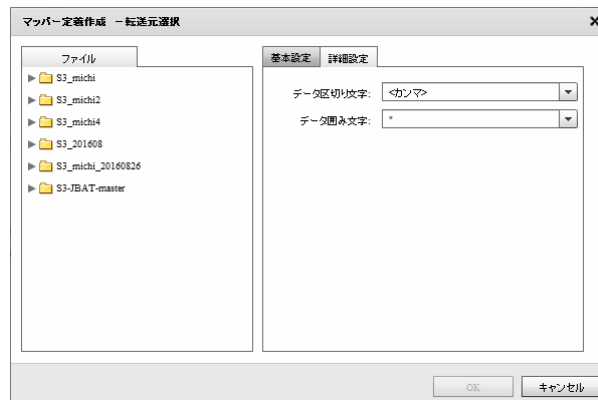 マッパー定義作成 －転送元選択
ファイル
S3_michi
S3_michi2
S3_michi4
S3_201608
S3_michi_20160826
S3-JBAT-master
基本設定 詳細設定
データ区切り文字: <カンマ>
データ囲み文字:
OK キャンセル